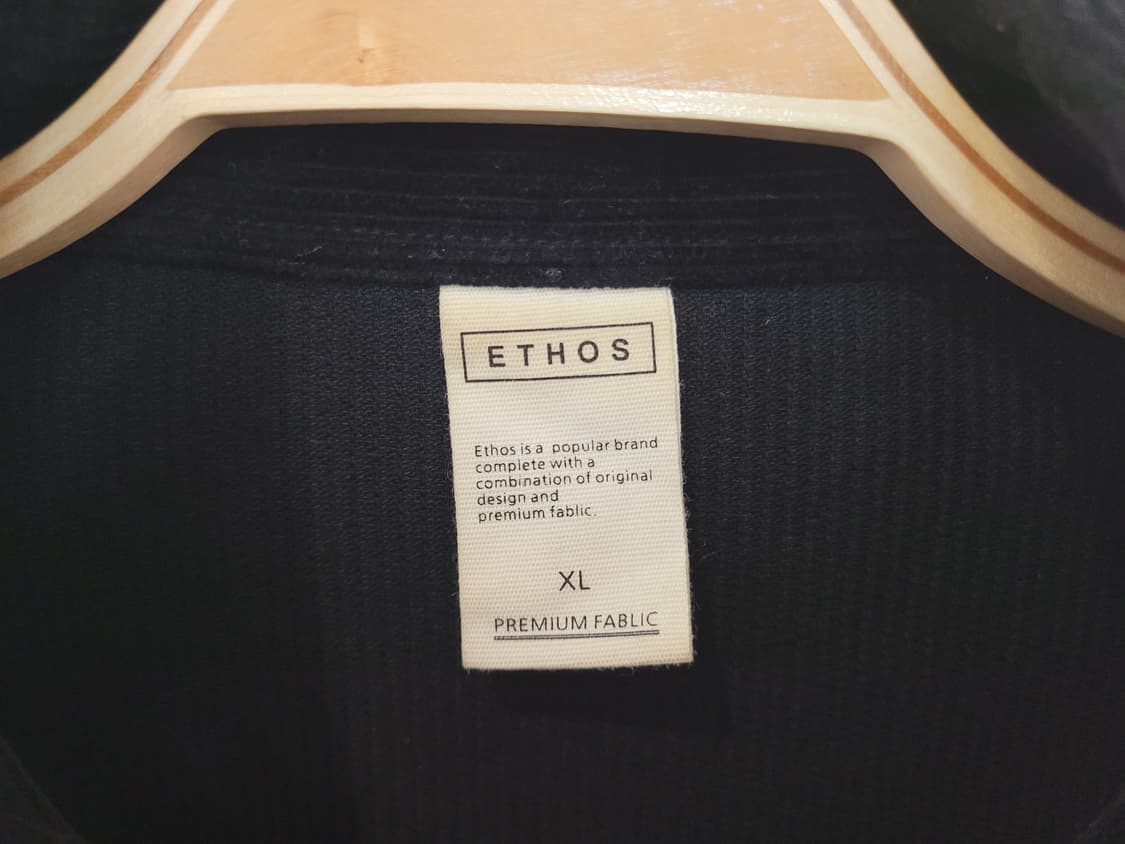 ETHOS
Ethos is a popular brand
complete with a
combination of original
design and
premium fablic.
XL
PREMIUM FABLIC